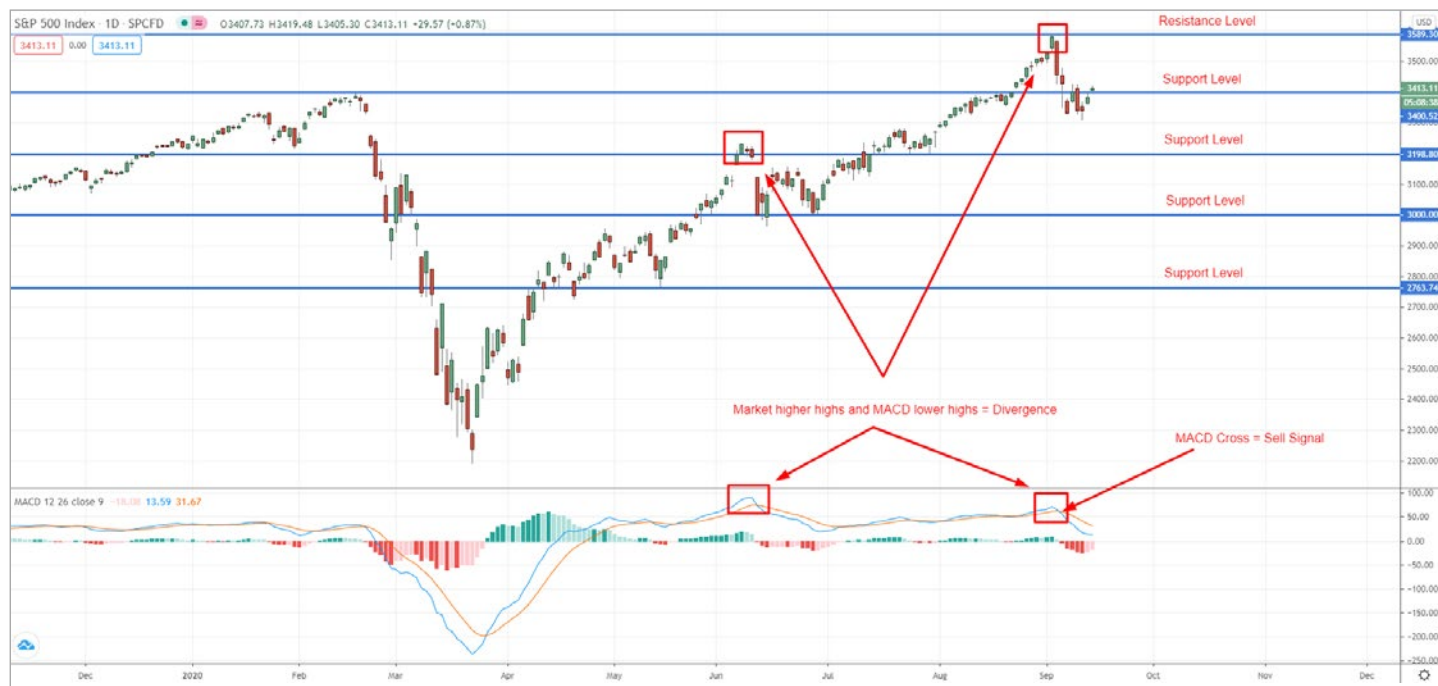 S&P 500 Index · 1D · SPCFD O3407.73 H3419.48 L3405.30 C3413.11 +29.57 (+0.87%)
3413.11 0.00 3413.11
Resistance Level
USD
3589.30
3500.00
Support Level
3413.11
05:08:38
3400.52
3300.00
Support Level
3198.80
3100.00
Support Level
3000.00
2900.00
2800.00
Support Level
2763.74
2700.00
2600.00
2500.00
2400.00
2300.00
2200.00
Market higher highs and MACD lower highs = Divergence
MACD Cross = Sell Signal
MACD 12 26 close 9 -18.08 13.59 31.67
100.00
50.00
0.00
-50.00
-100.00
-150.00
-200.00
-250.00
Dec 2020 Feb Mar Apr May Jun Jul Aug Sep Oct Nov Dec